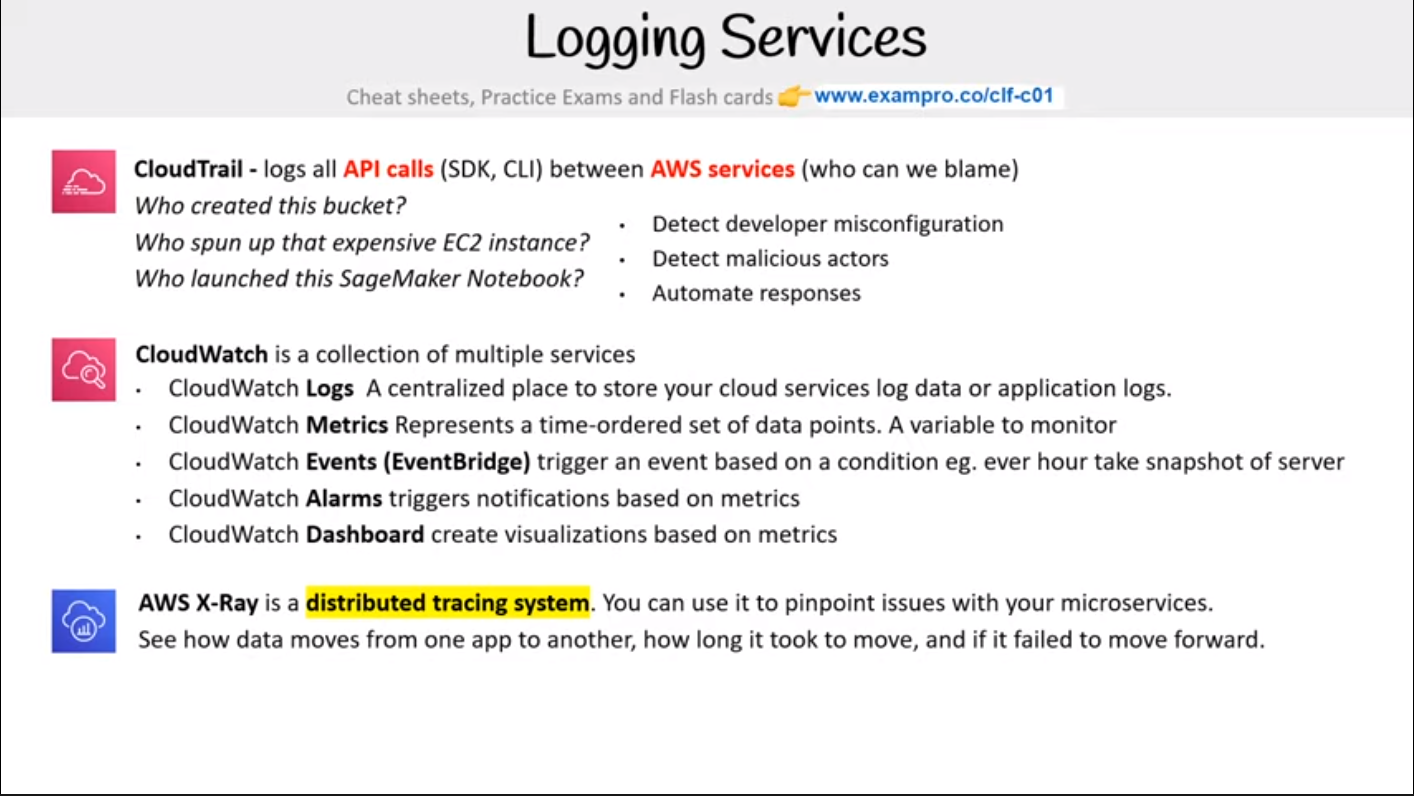 Logging Services
Cheat sheets, Practice Exams and Flash cards 👉 www.exampro.co/clf-c01
CloudTrail - logs all API calls (SDK, CLI) between AWS services (who can we blame)
Who created this bucket?
Who spun up that expensive EC2 instance?
Who launched this SageMaker Notebook?
• Detect developer misconfiguration
• Detect malicious actors
• Automate responses
CloudWatch is a collection of multiple services
• CloudWatch Logs A centralized place to store your cloud services log data or application logs.
• CloudWatch Metrics Represents a time-ordered set of data points. A variable to monitor
• CloudWatch Events (EventBridge) trigger an event based on a condition eg. ever hour take snapshot of server
• CloudWatch Alarms triggers notifications based on metrics
• CloudWatch Dashboard create visualizations based on metrics
AWS X-Ray is a distributed tracing system. You can use it to pinpoint issues with your microservices.
See how data moves from one app to another, how long it took to move, and if it failed to move forward.